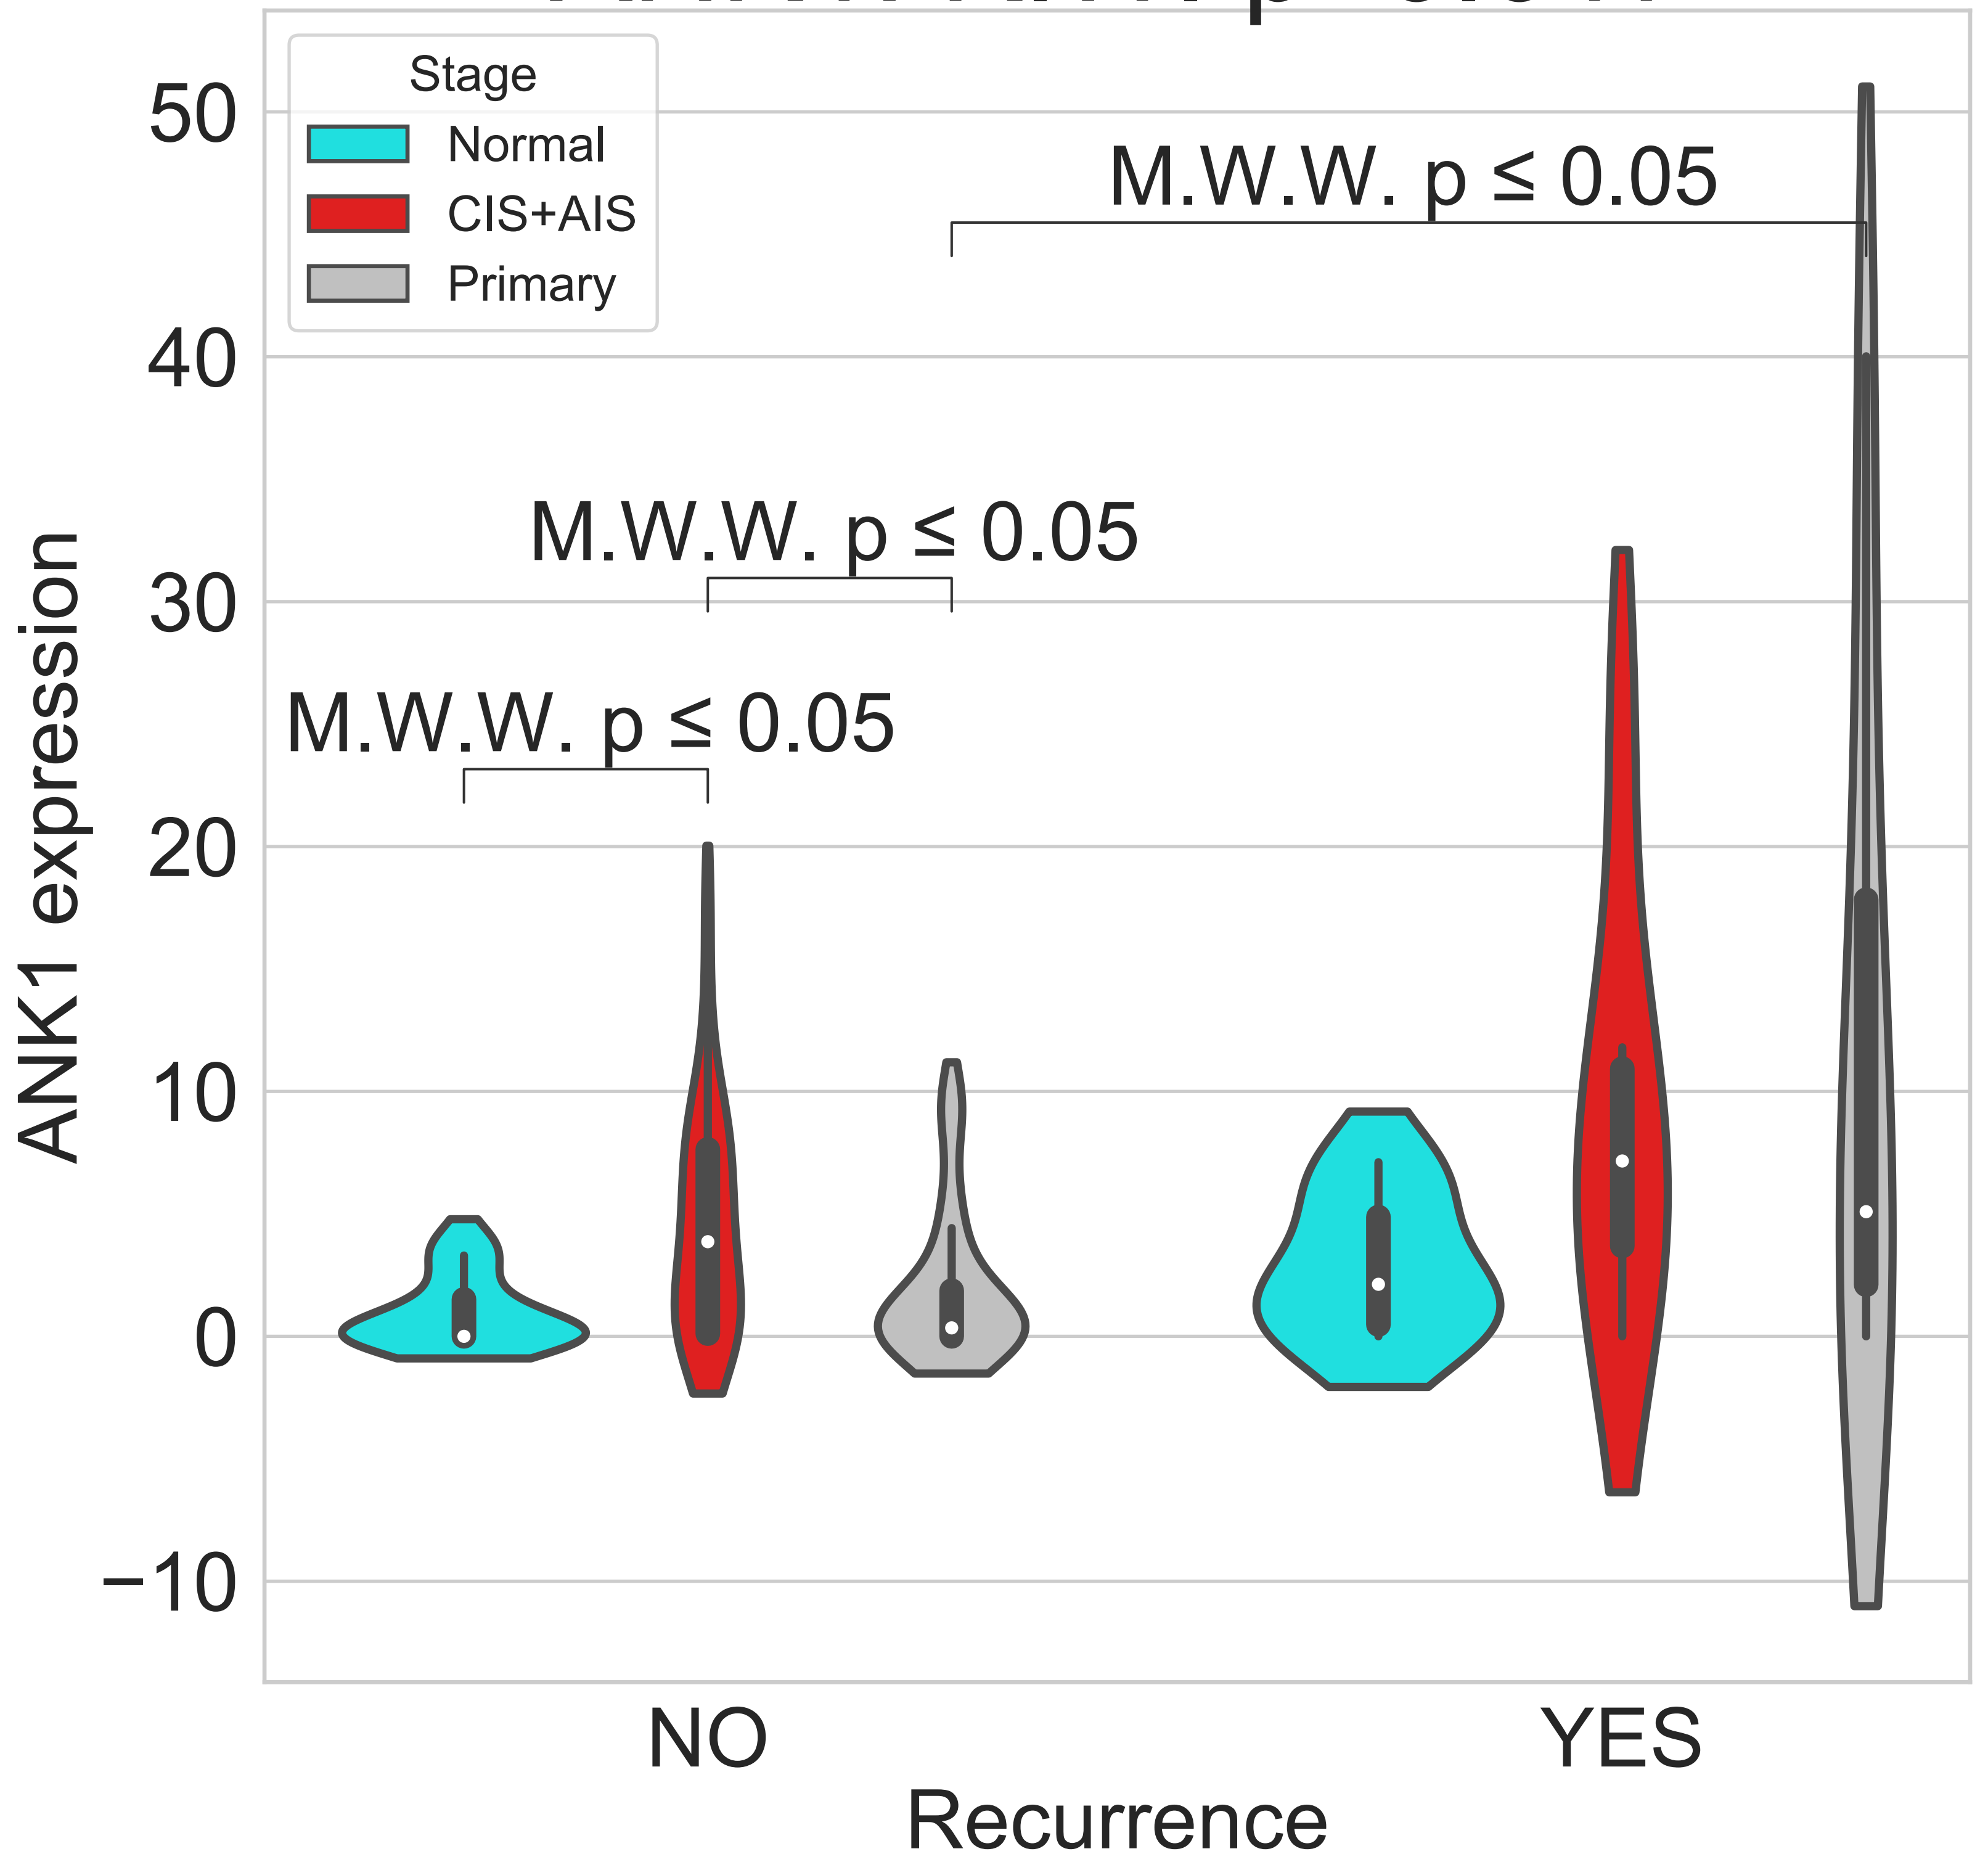 Stage
Normal
CIS+AIS
Primary
M.W.W. p ≤ 0.05
M.W.W. p ≤ 0.05
M.W.W. p ≤ 0.05
50
40
30
20
10
0
−10
ANK1 expression
NO
YES
Recurrence